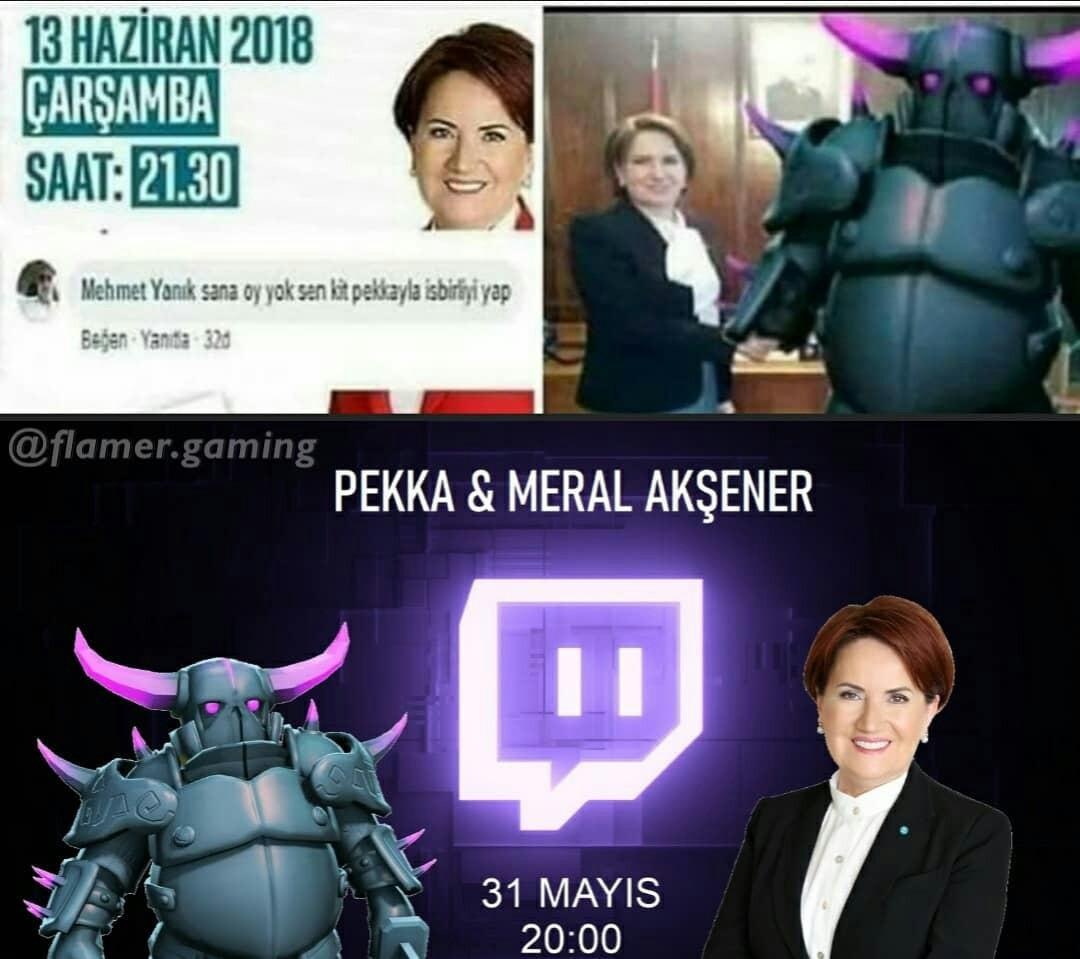 13 HAZİRAN 2018
ÇARŞAMBA
SAAT: 21.30
Mehmet Yanık sana oy yok sen kit pekkayla isbirliyi yap
Beğen · Yanıtla · 32d
@flamer.gaming
PEKKA & MERAL AKŞENER
31 MAYIS
20:00